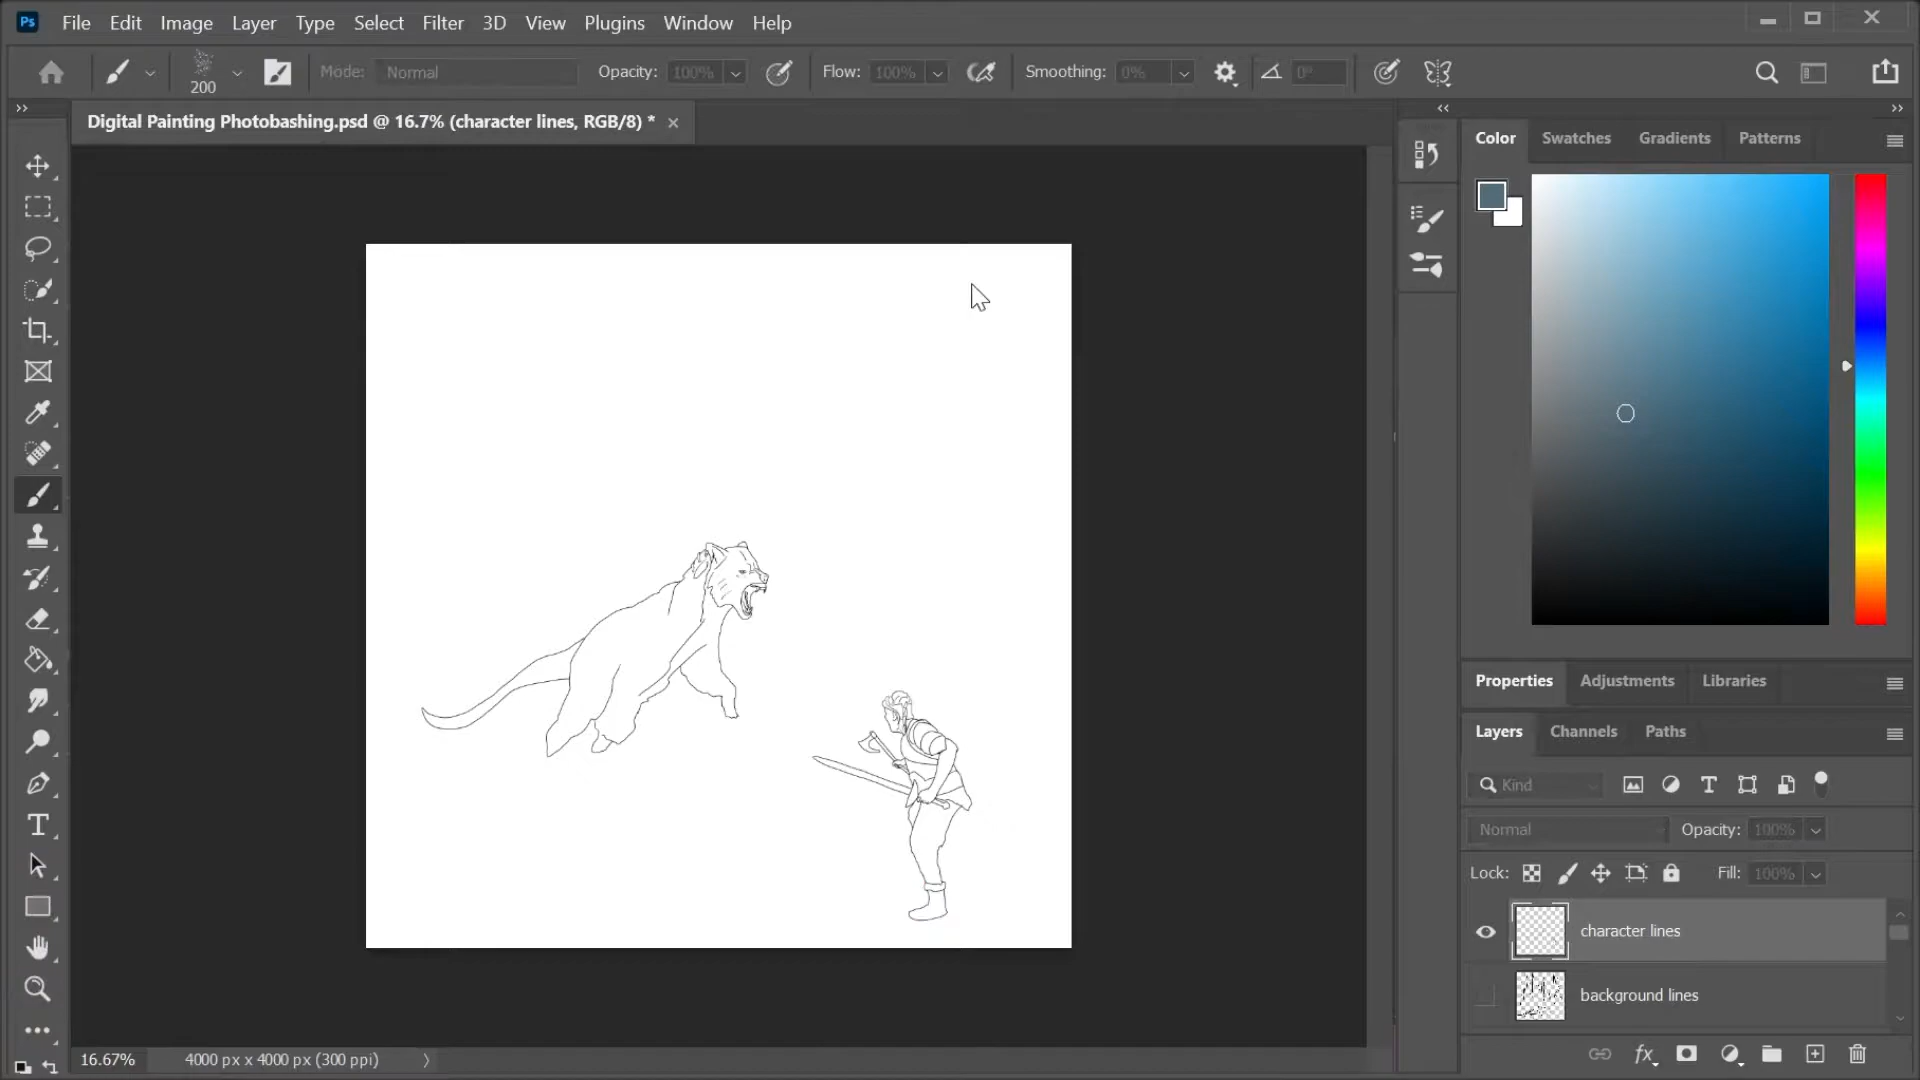 Ps File Edit Image Layer Type Select Filter 3D View Plugins Window Help
200 Mode: Normal Opacity: 100% Flow: 100% Smoothing: 0% 0°
Digital Painting Photobashing.psd @ 16.7% (character lines, RGB/8) *
Color Swatches Gradients Patterns
Properties Adjustments Libraries
Layers Channels Paths
Kind
Normal Opacity: 100%
Lock: Fill: 100%
character lines
background lines
fx
16.67% 4000 px x 4000 px (300 ppi)